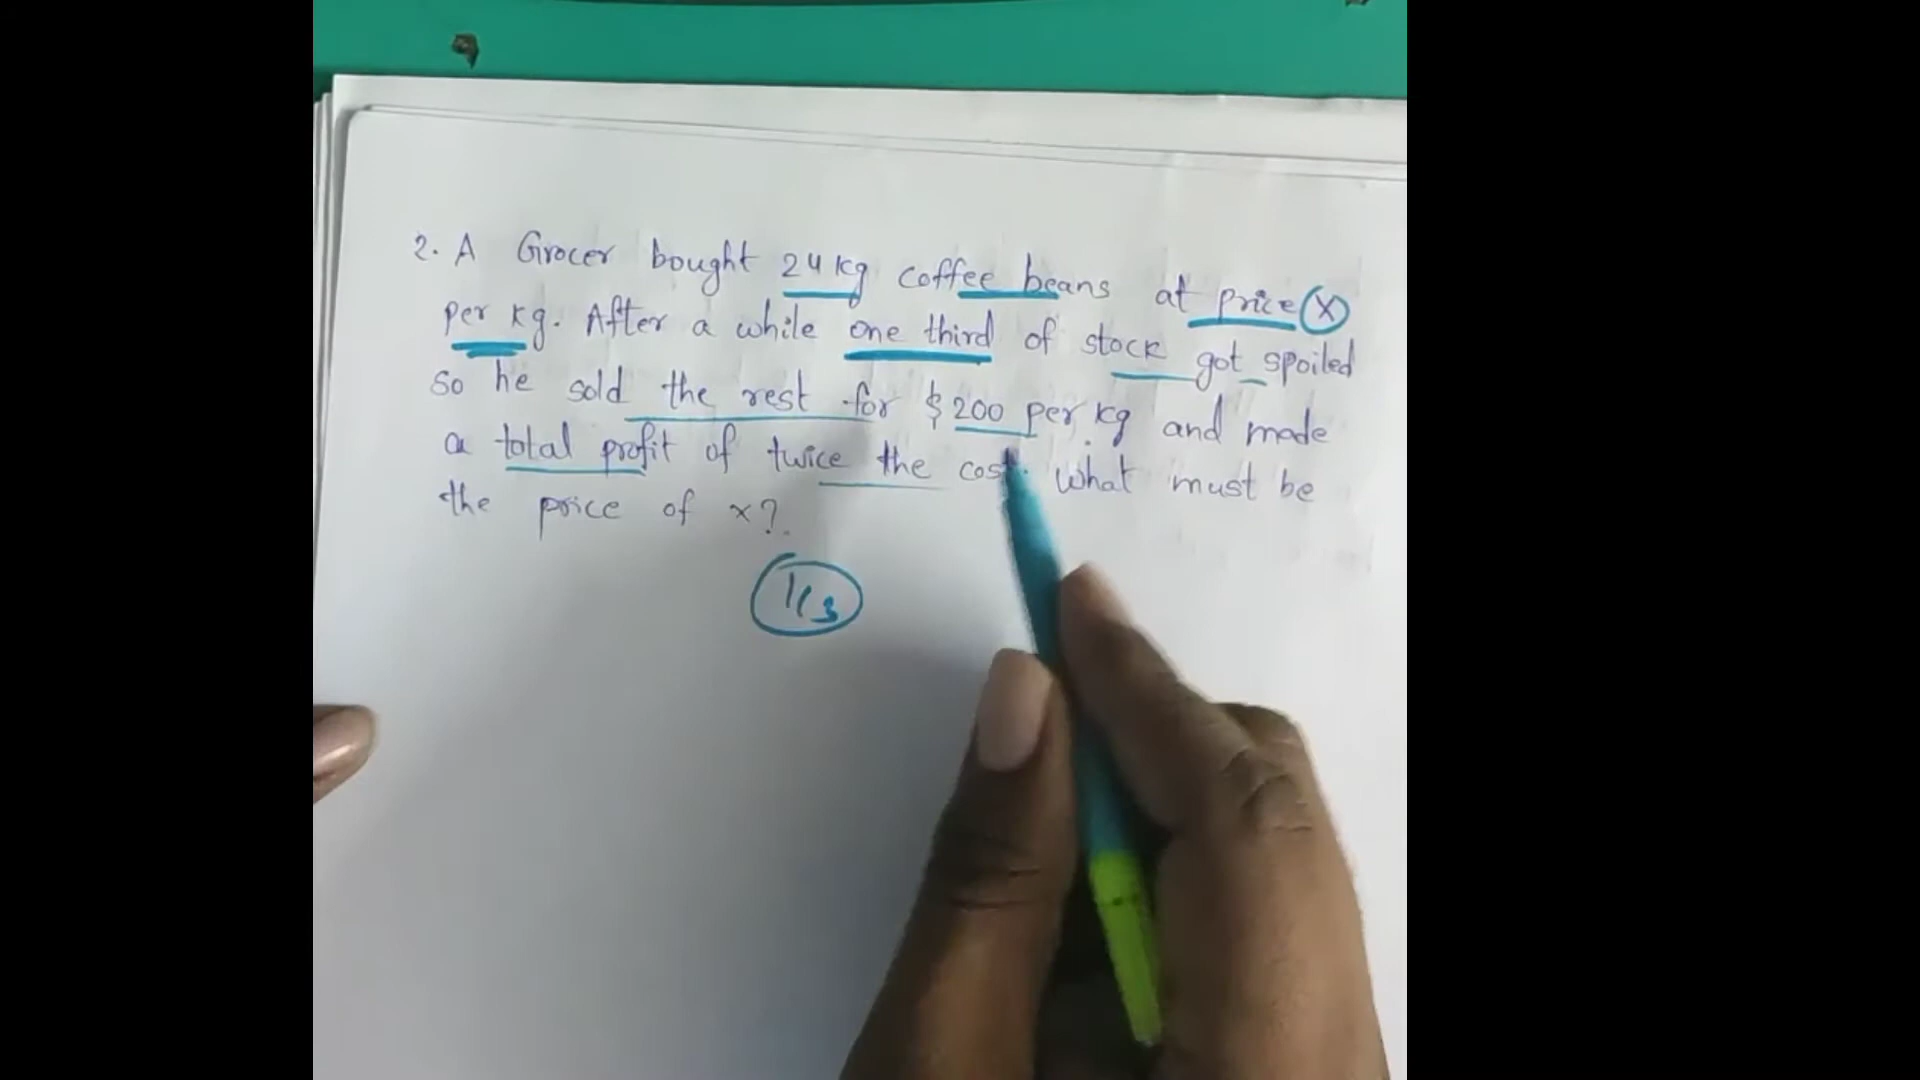 2. A Grocer bought 24 kg coffee beans at price x
per kg. After a while one third of stock got spoiled
so he sold the rest for $200 per kg and made
a total profit of twice the cost. what must be
the price of x?
1/3